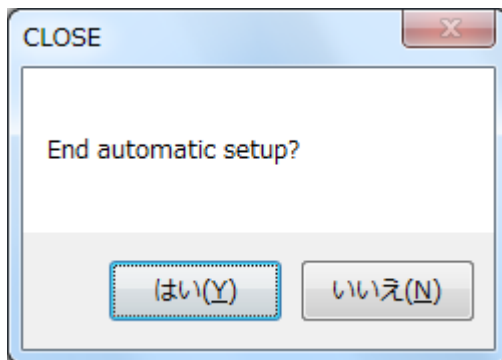 CLOSE
End automatic setup?
はい(Y)
いいえ(N)